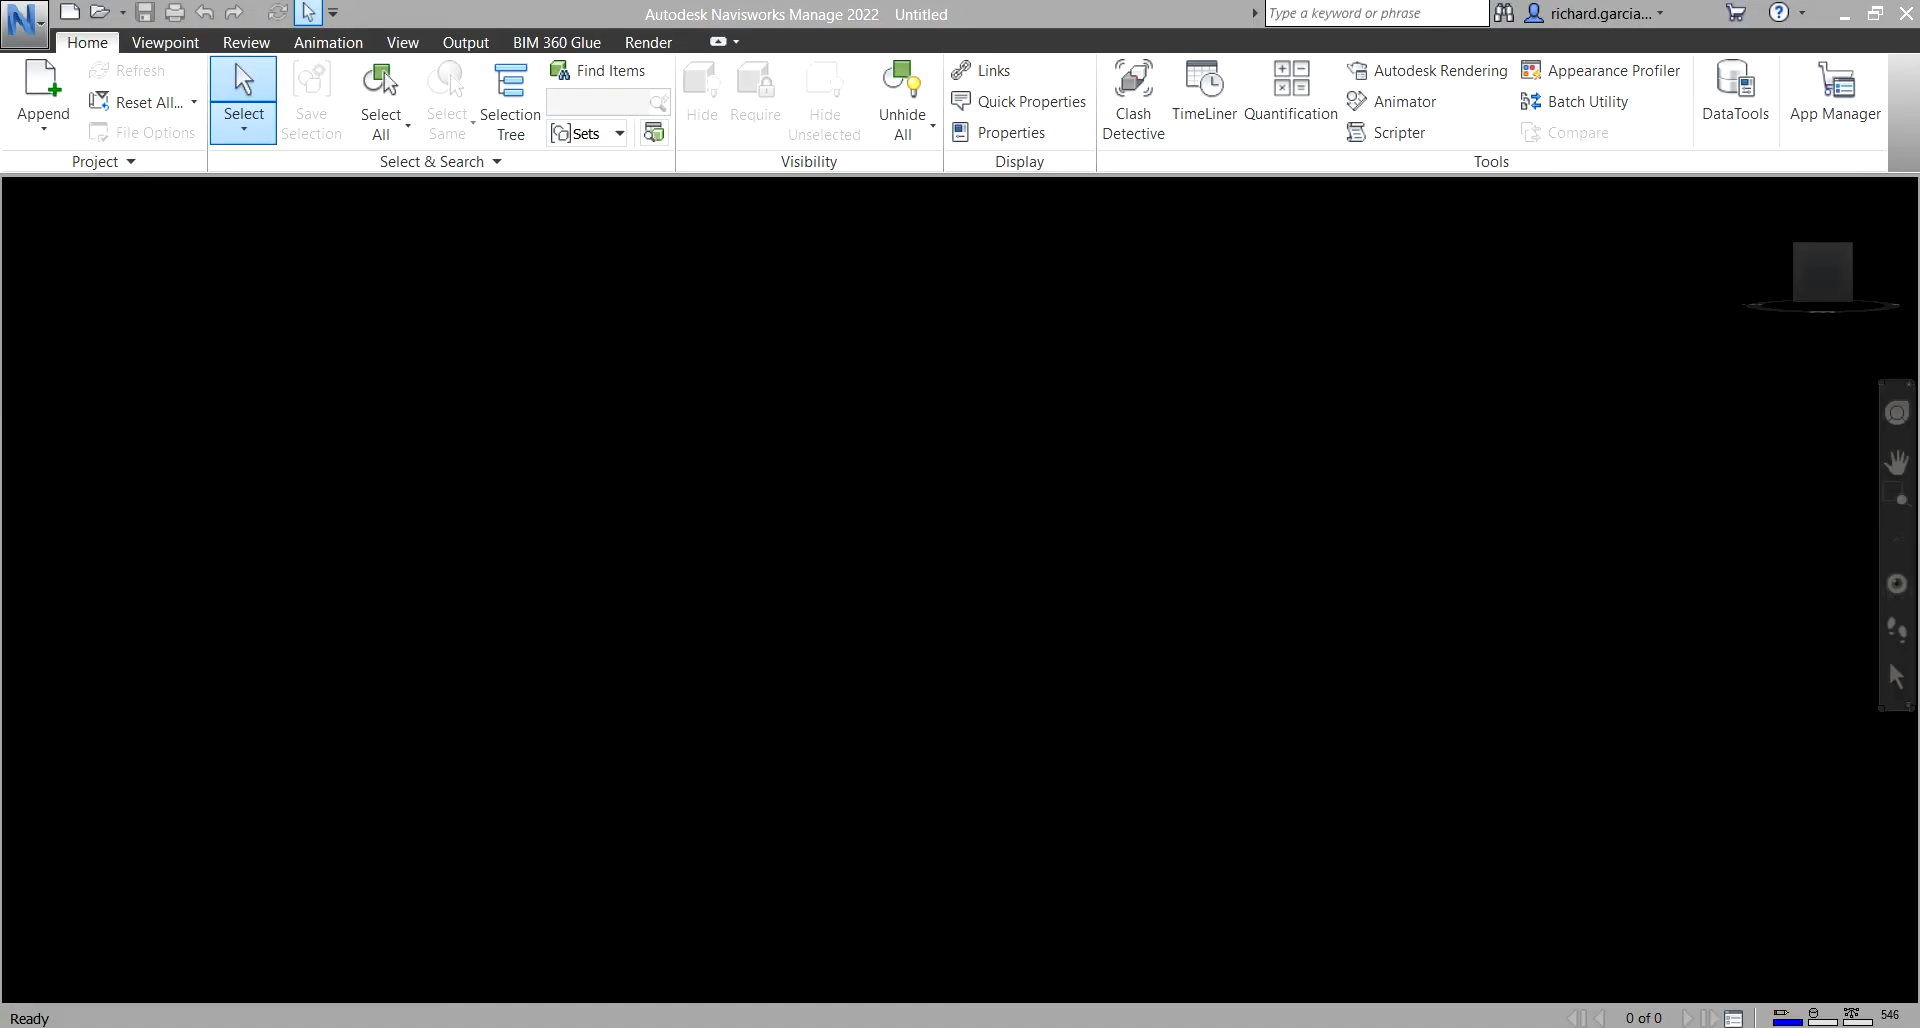 Autodesk Navisworks Manage 2022 Untitled
Type a keyword or phrase
richard.garcia...
Home Viewpoint Review Animation View Output BIM 360 Glue Render
Append
Refresh
Reset All...
File Options
Project
Select
Save Selection
Select All
Select Same
Selection Tree
Find Items
Sets
Select & Search
Hide
Require
Hide Unselected
Unhide All
Visibility
Links
Quick Properties
Properties
Display
Clash Detective
TimeLiner
Quantification
Autodesk Rendering
Animator
Scripter
Appearance Profiler
Batch Utility
Compare
Tools
DataTools
App Manager
Ready
0 of 0
546